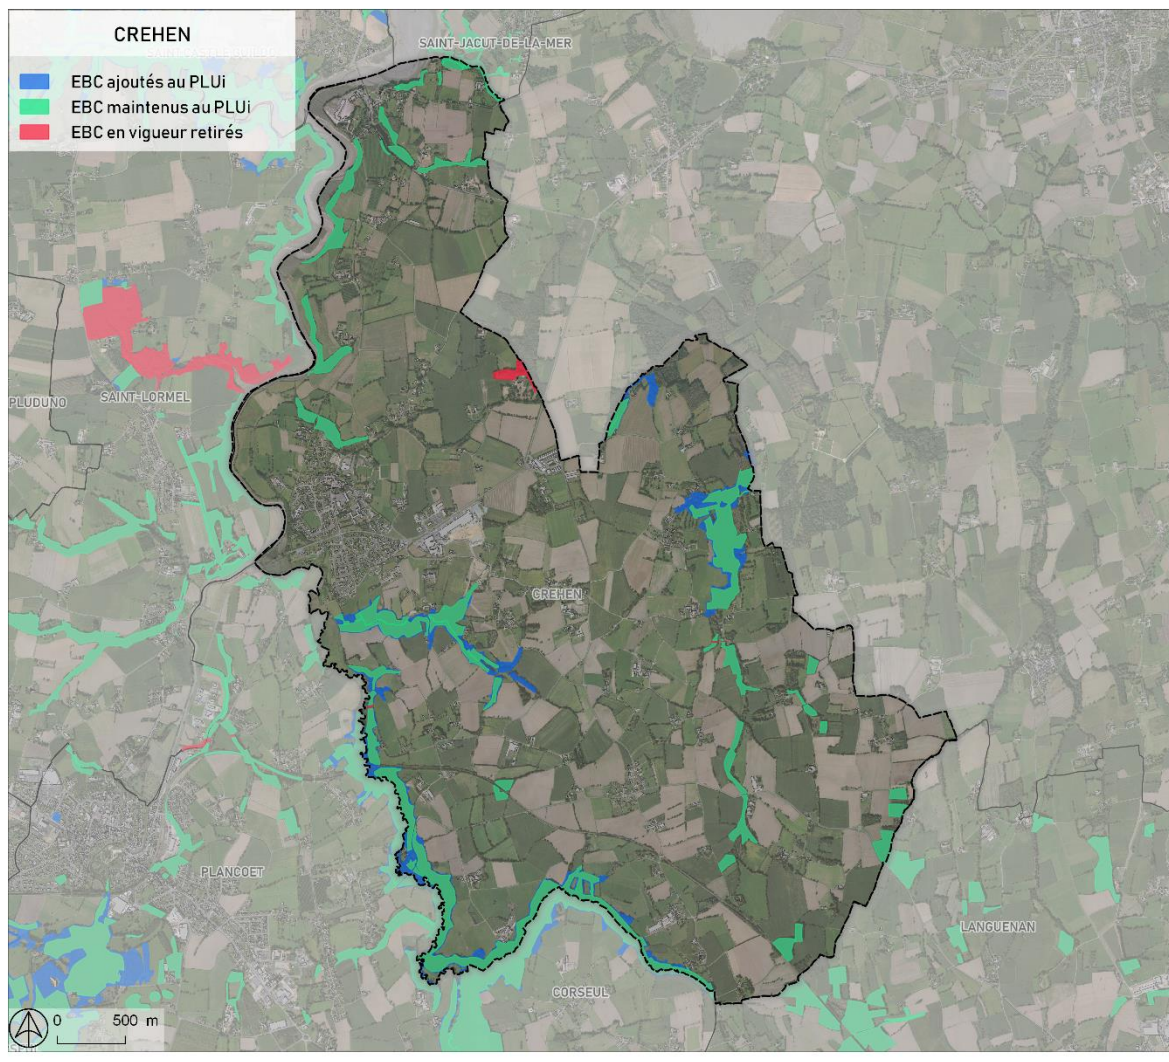 CREHEN
EBC ajoutés au PLUi
EBC maintenus au PLUi
EBC en vigueur retirés
SAINT-JACUT-DE-LA-MER
PLUDUNO
SAINT-LORMEL
CREHEN
PLANCOET
LANGUENAN
CORSEUL
0 500 m